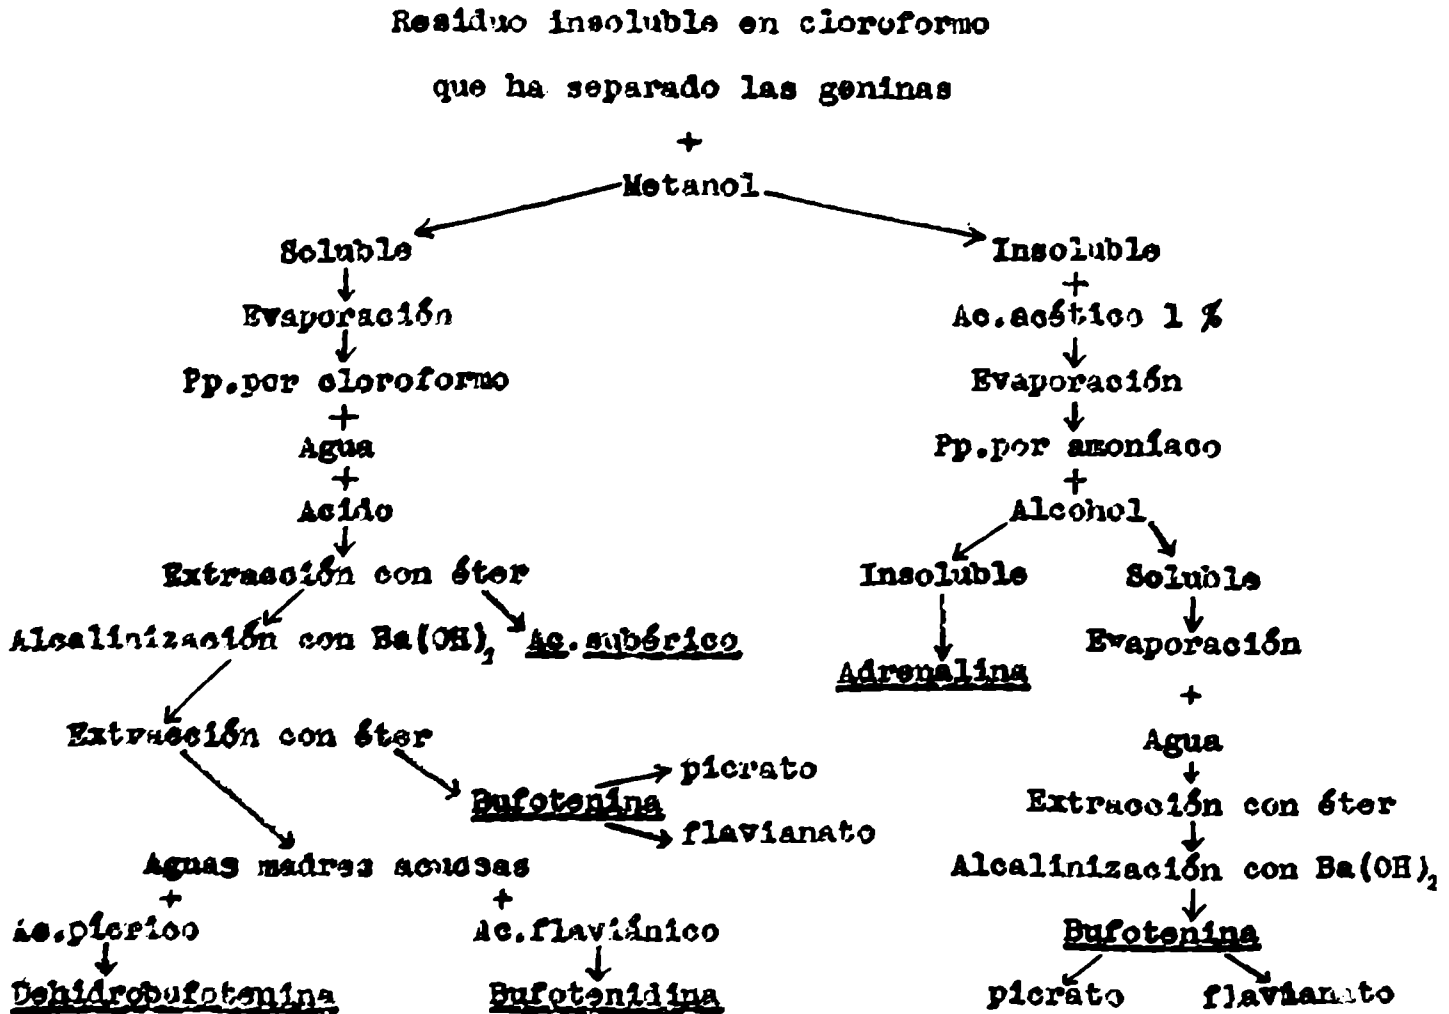 Residuo insoluble en cloroformo
que ha separado las geninas
+
Metanol
Soluble
Evaporación
Pp.por cloroformo
+
Agua
+
Acido
Extracción con éter
Alcalinización con Ba(OH)₂
Ac. subérico
Extracción con éter
Bufotenina
picrato
flavianato
Aguas madres acuosas
+
+
Ac.pícrico
Ac.flaviánico
Dehidrobufotenina
Bufotenidina
Insoluble
+
Ac.acético 1 %
Evaporación
Pp.por amoníaco
+
Alcohol
Insoluble
Soluble
Adrenalina
Evaporación
+
Agua
Extracción con éter
Alcalinización con Ba(OH)₂
Bufotenina
picrato
flavianato